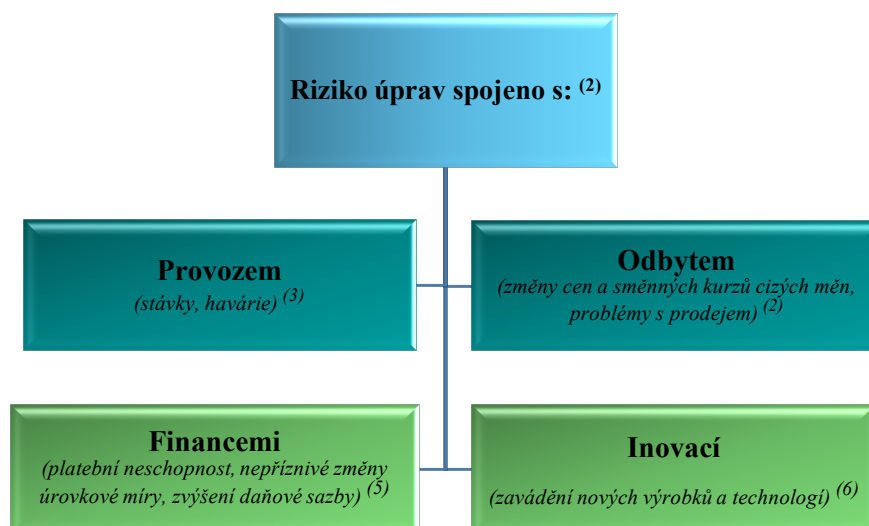 Riziko úprav spojeno s: (2)
Provozem
(stávky, havárie) (3)
Odbytem
(změny cen a směnných kurzů cizých měn,
problémy s prodejem) (2)
Financemi
(platební neschopnost, nepříznivé změny
úrovkové míry, zvýšení daňové sazby) (5)
Inovací
(zavádění nových výrobků a technologí) (6)